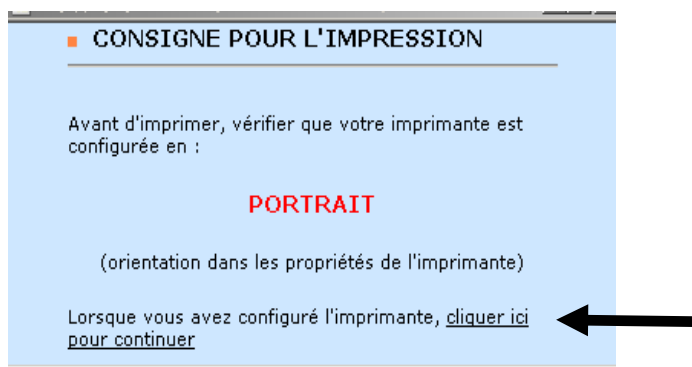 CONSIGNE POUR L'IMPRESSION
Avant d'imprimer, vérifier que votre imprimante est
configurée en :
PORTRAIT
(orientation dans les propriétés de l'imprimante)
Lorsque vous avez configuré l'imprimante, cliquer ici
pour continuer